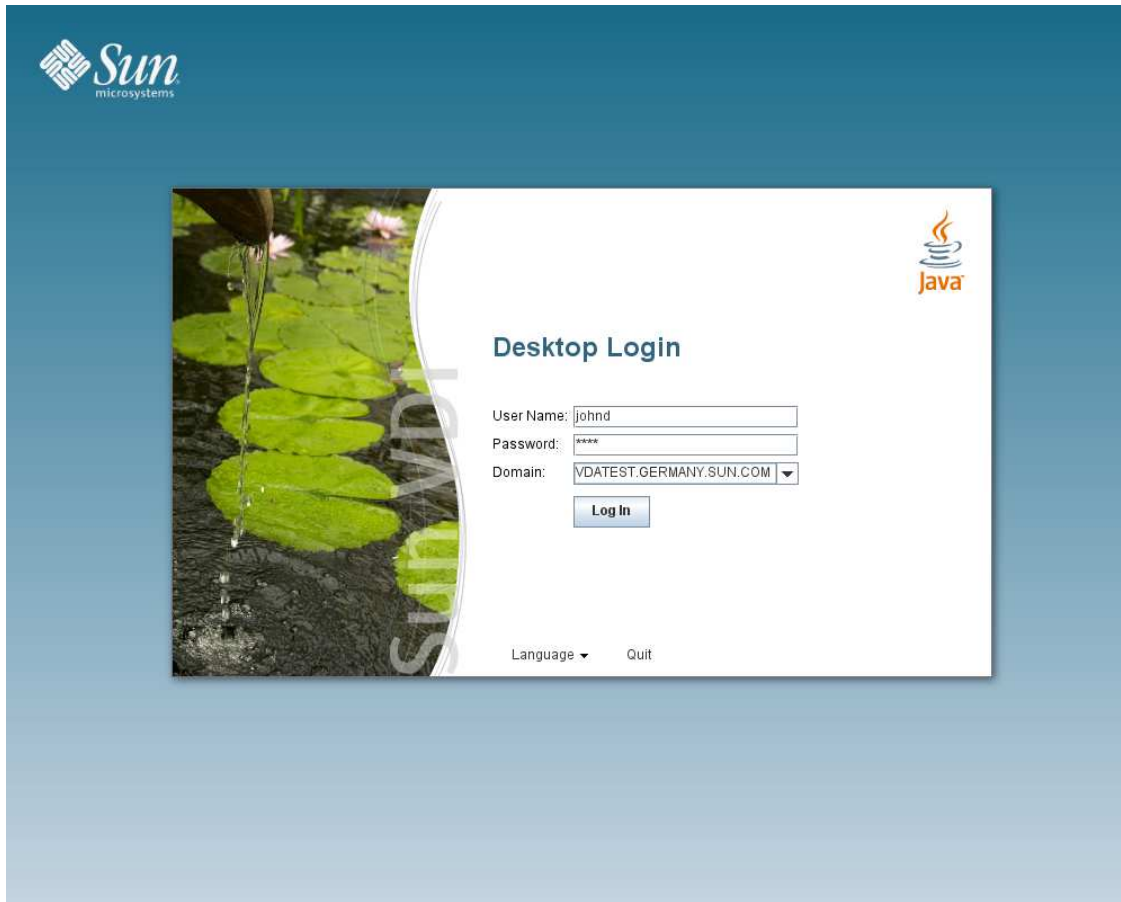 Sun
microsystems
Java
Desktop Login
User Name: johnd
Password: ****
Domain: VDATEST.GERMANY.SUN.COM
Log In
Language Quit
Sun VDI